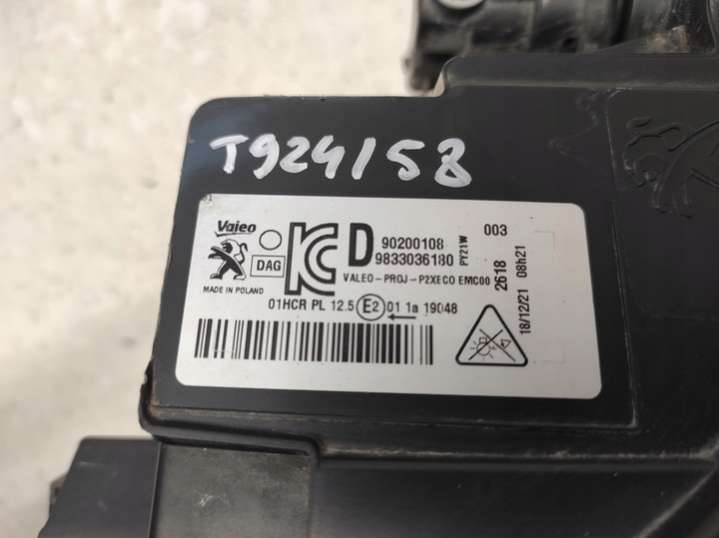 T924158
Valeo
DAG
MADE IN POLAND
D
90200108
9833036180
PY21W
003
VALEO-PROJ-P2XECO EMC00
2618
18/12/21 08h21
01HCR PL 12.5 E2 01 1a 19048